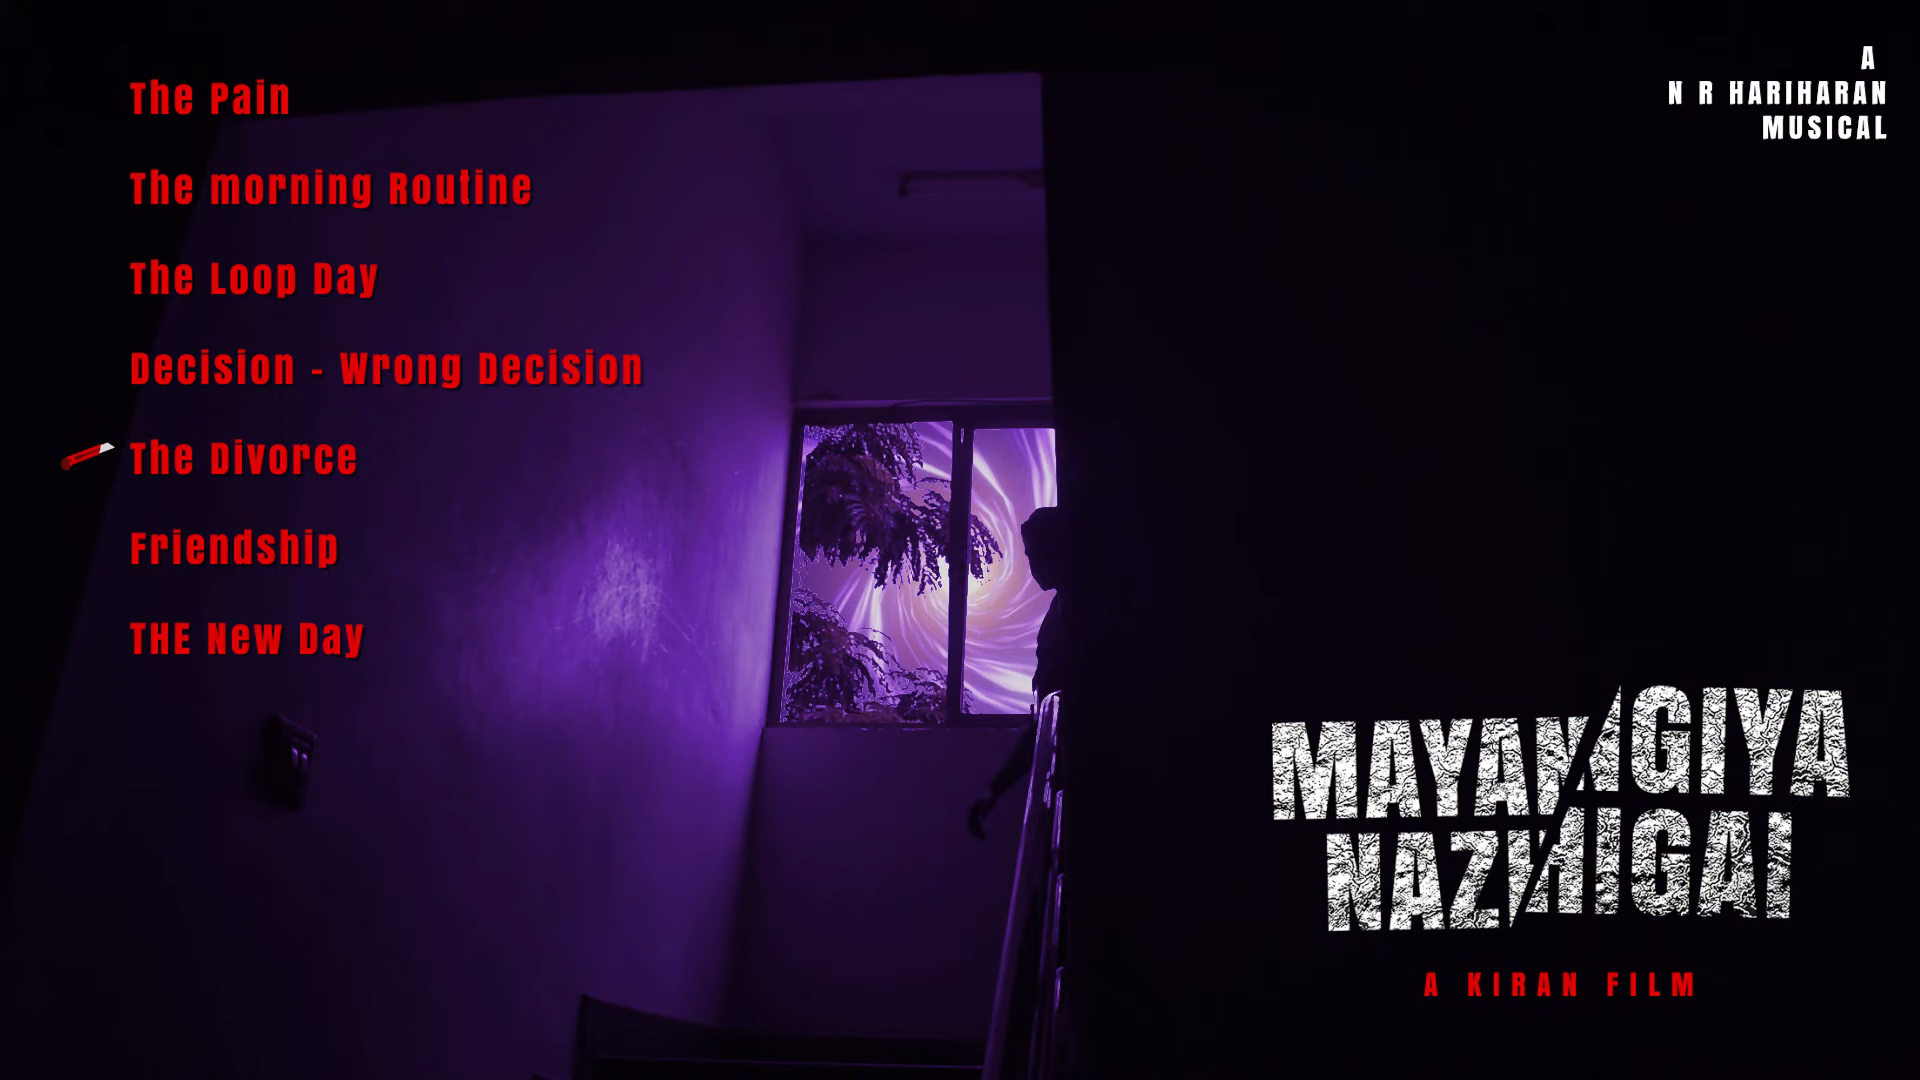 The Pain
The morning Routine
The Loop Day
Decision - Wrong Decision
The Divorce
Friendship
THE New Day
A
N R HARIHARAN
MUSICAL
MAYANGIYA
NAZHIGAI
A KIRAN FILM